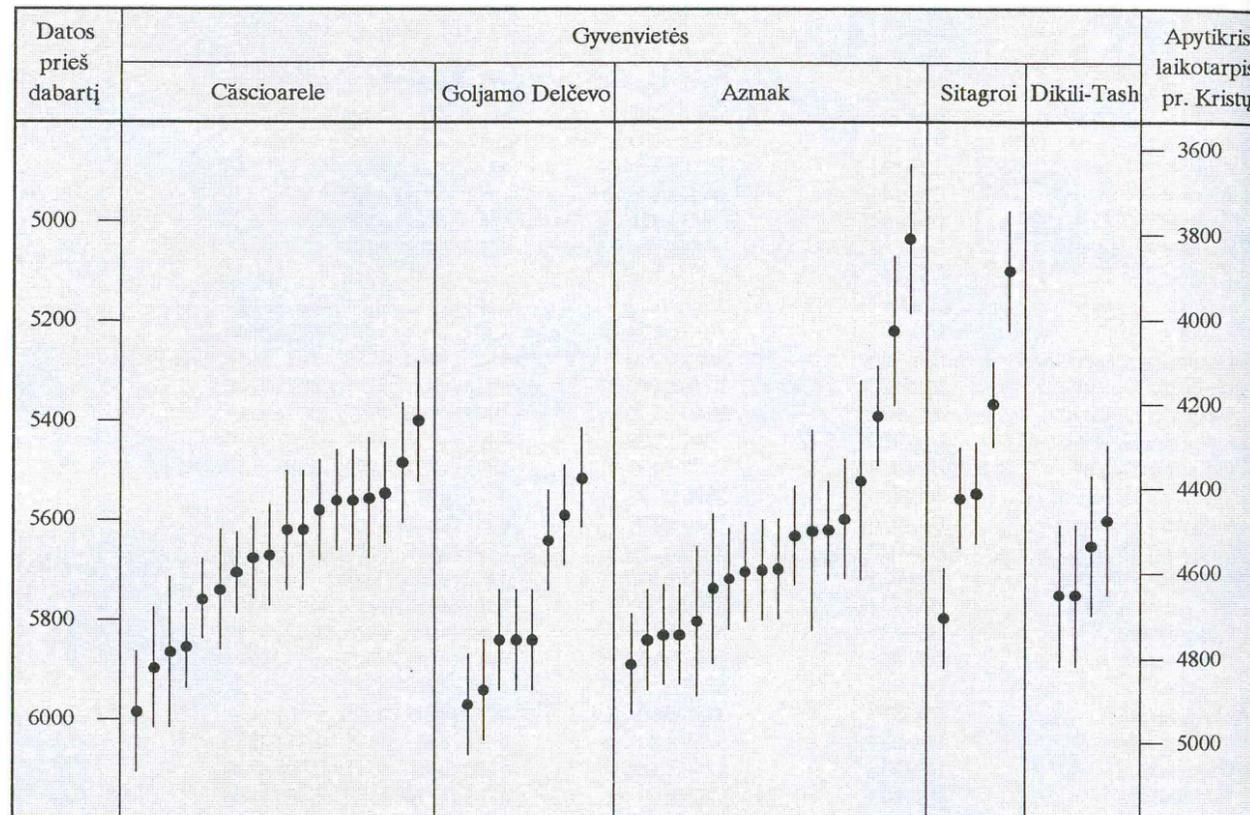 Datos
prieš
dabartį
Gyvenvietės
Apytikris
laikotarpis
pr. Kristų
Căscioarele
Goljamo Delčevo
Azmak
Sitagroi
Dikili-Tash
5000
5200
5400
5600
5800
6000
3600
3800
4000
4200
4400
4600
4800
5000